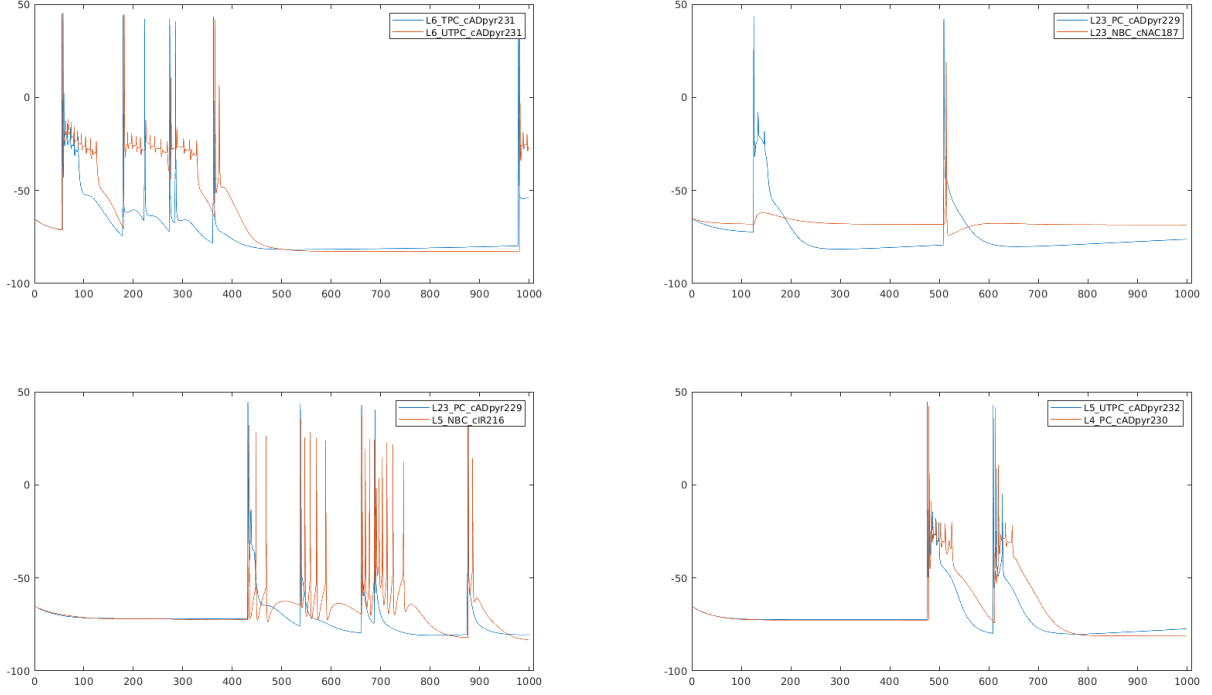 50
0
-50
-100
0 100 200 300 400 500 600 700 800 900 1000
L6_TPC_cADpyr231
L6_UTPC_cADpyr231
50
0
-50
-100
0 100 200 300 400 500 600 700 800 900 1000
L23_PC_cADpyr229
L23_NBC_cNAC187
50
0
-50
-100
0 100 200 300 400 500 600 700 800 900 1000
L23_PC_cADpyr229
L5_NBC_cIR216
50
0
-50
-100
0 100 200 300 400 500 600 700 800 900 1000
L5_UTPC_cADpyr232
L4_PC_cADpyr230